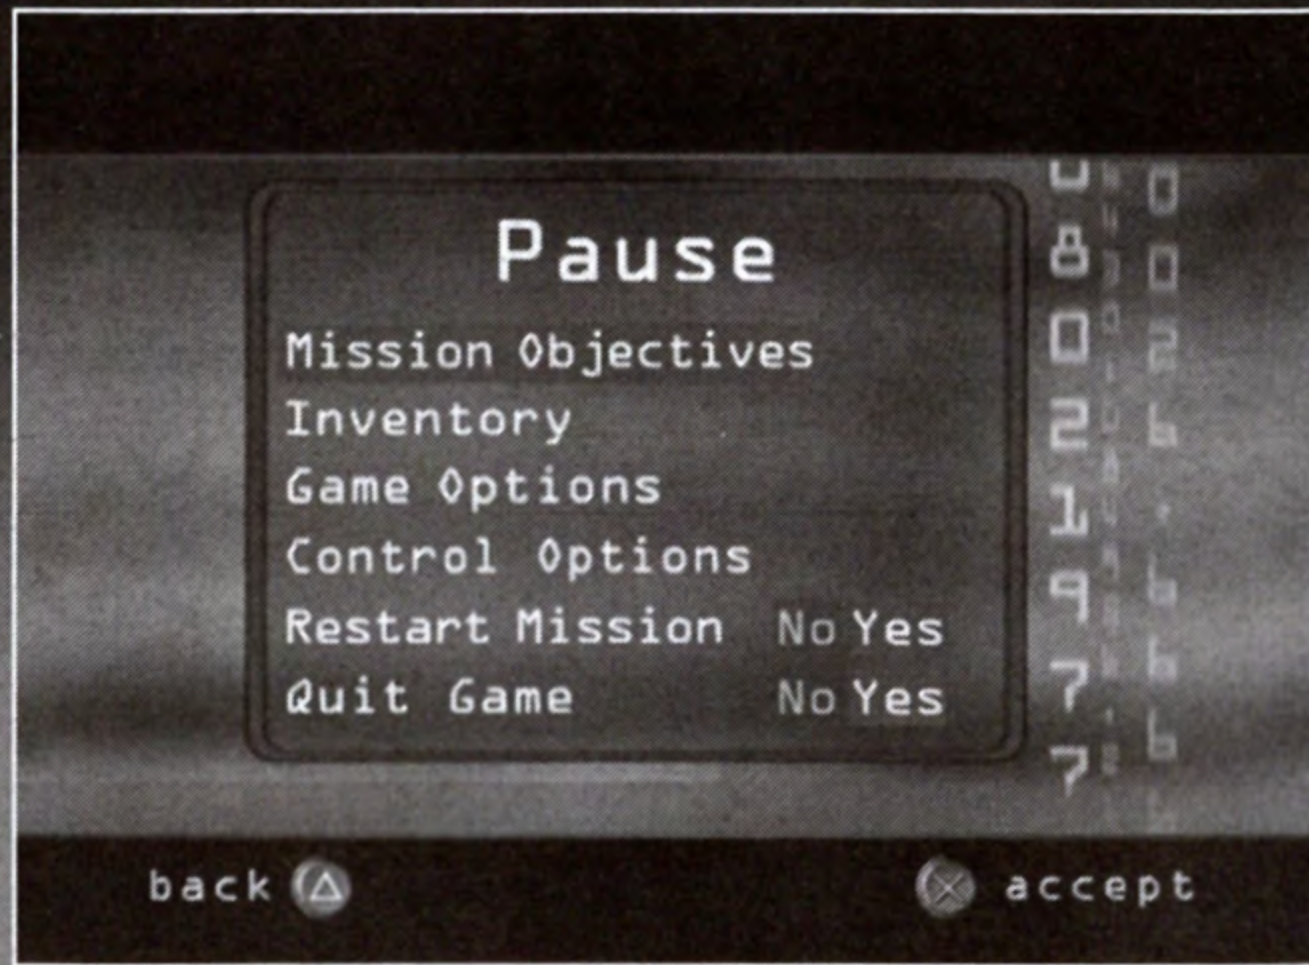 Pause
Mission Objectives
Inventory
Game Options
Control Options
Restart Mission No Yes
Quit Game No Yes
back
accept